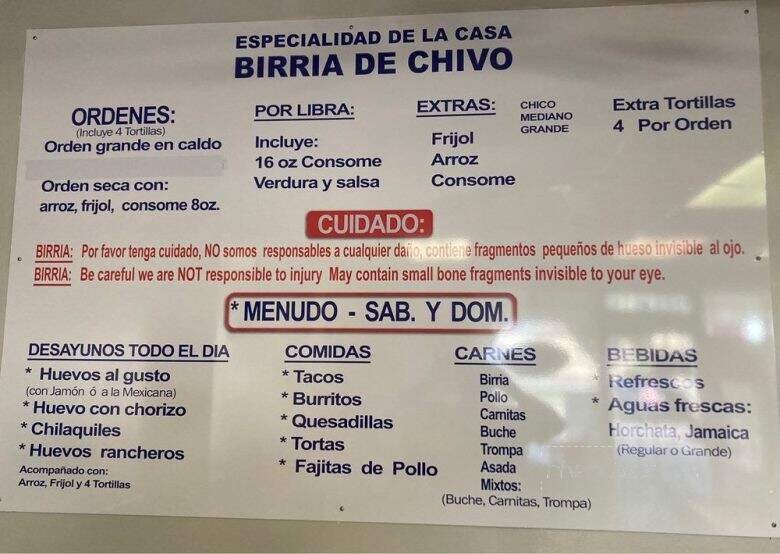 ESPECIALIDAD DE LA CASA
BIRRIA DE CHIVO
ORDENES:
(Incluye 4 Tortillas)
Orden grande en caldo
Orden seca con:
arroz, frijol, consome 8oz.
POR LIBRA:
Incluye:
16 oz Consome
Verdura y salsa
EXTRAS:
CHICO
MEDIANO
GRANDE
Frijol
Arroz
Consome
Extra Tortillas
4 Por Orden
CUIDADO:
BIRRIA: Por favor tenga cuidado, NO somos responsables a cualquier daño, contiene fragmentos pequeños de hueso invisible al ojo.
BIRRIA: Be careful we are NOT responsible to injury May contain small bone fragments invisible to your eye.
* MENUDO - SAB. Y DOM.
DESAYUNOS TODO EL DIA
* Huevos al gusto
(con Jamón ó a la Mexicana)
* Huevo con chorizo
* Chilaquiles
* Huevos rancheros
Acompañado con:
Arroz, Frijol y 4 Tortillas
COMIDAS
* Tacos
* Burritos
* Quesadillas
* Tortas
* Fajitas de Pollo
CARNES
Birria
Pollo
Carnitas
Buche
Trompa
Asada
Mixtos:
(Buche, Carnitas, Trompa)
BEBIDAS
* Refrescos
* Aguas frescas:
Horchata, Jamaica
(Regular o Grande)